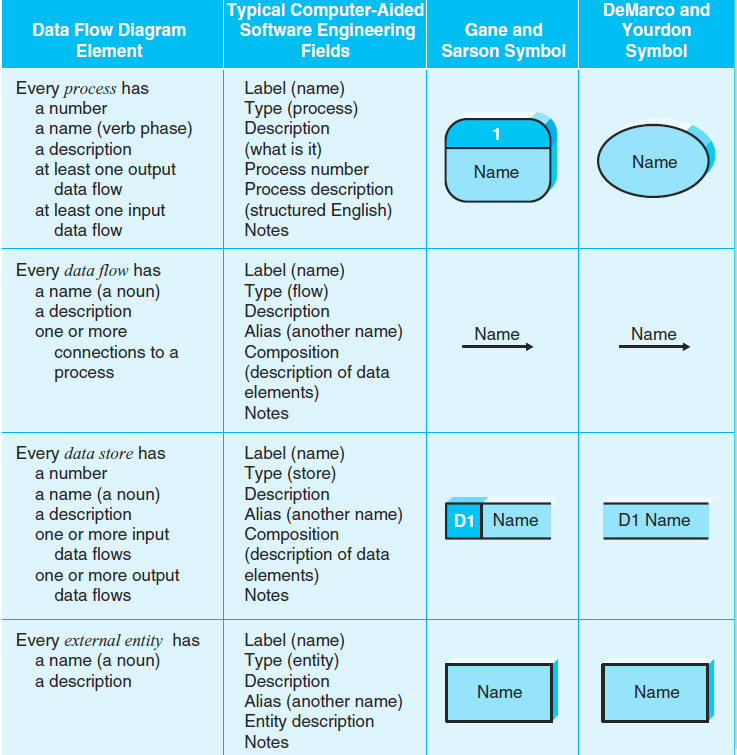 Data Flow Diagram
Element
Typical Computer-Aided
Software Engineering
Fields
Gane and
Sarson Symbol
DeMarco and
Yourdon
Symbol
Every process has
a number
a name (verb phase)
a description
at least one output
data flow
at least one input
data flow
Label (name)
Type (process)
Description
(what is it)
Process number
Process description
(structured English)
Notes
1
Name
Name
Every data flow has
a name (a noun)
a description
one or more
connections to a
process
Label (name)
Type (flow)
Description
Alias (another name)
Composition
(description of data
elements)
Notes
Name
Name
Every data store has
a number
a name (a noun)
a description
one or more input
data flows
one or more output
data flows
Label (name)
Type (store)
Description
Alias (another name)
Composition
(description of data
elements)
Notes
D1 Name
D1 Name
Every external entity has
a name (a noun)
a description
Label (name)
Type (entity)
Description
Alias (another name)
Entity description
Notes
Name
Name